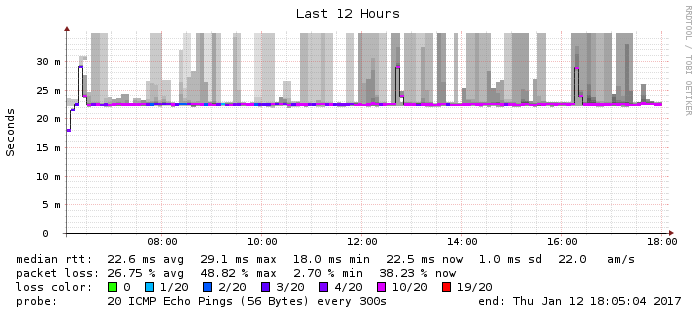 Last 12 Hours
RRDTOOL / TOBI OETIKER
Seconds
30 m
25 m
20 m
15 m
10 m
5 m
0
08:00 10:00 12:00 14:00 16:00 18:00
median rtt: 22.6 ms avg 29.1 ms max 18.0 ms min 22.5 ms now 1.0 ms sd 22.0 am/s
packet loss: 26.75 % avg 48.82 % max 2.70 % min 38.23 % now
loss color: 0 1/20 2/20 3/20 4/20 10/20 19/20
probe: 20 ICMP Echo Pings (56 Bytes) every 300s end: Thu Jan 12 18:05:04 2017